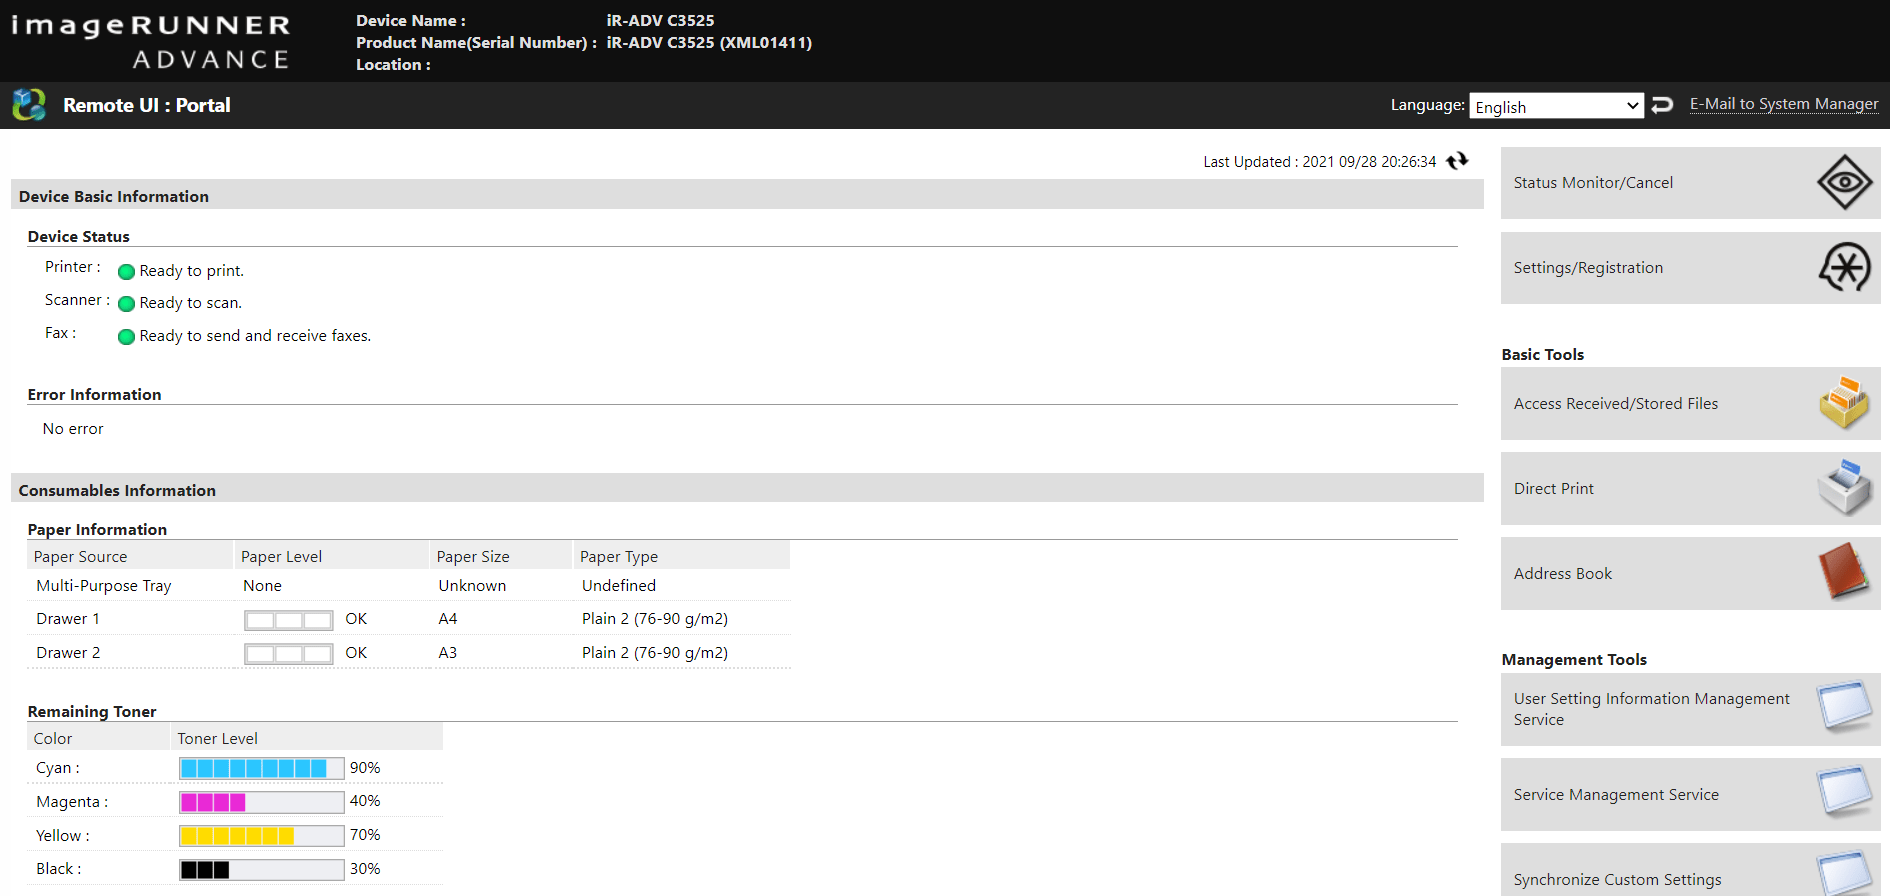 imageRUNNER
ADVANCE
Device Name : iR-ADV C3525
Product Name(Serial Number) : iR-ADV C3525 (XML01411)
Location :
Remote UI : Portal
Language: English
E-Mail to System Manager
Last Updated : 2021 09/28 20:26:34
Device Basic Information
Device Status
Printer : Ready to print.
Scanner : Ready to scan.
Fax : Ready to send and receive faxes.
Error Information
No error
Consumables Information
Paper Information
Paper Source Paper Level Paper Size Paper Type
Multi-Purpose Tray None Unknown Undefined
Drawer 1 OK A4 Plain 2 (76-90 g/m2)
Drawer 2 OK A3 Plain 2 (76-90 g/m2)
Remaining Toner
Color Toner Level
Cyan : 90%
Magenta : 40%
Yellow : 70%
Black : 30%
Status Monitor/Cancel
Settings/Registration
Basic Tools
Access Received/Stored Files
Direct Print
Address Book
Management Tools
User Setting Information Management
Service
Service Management Service
Synchronize Custom Settings